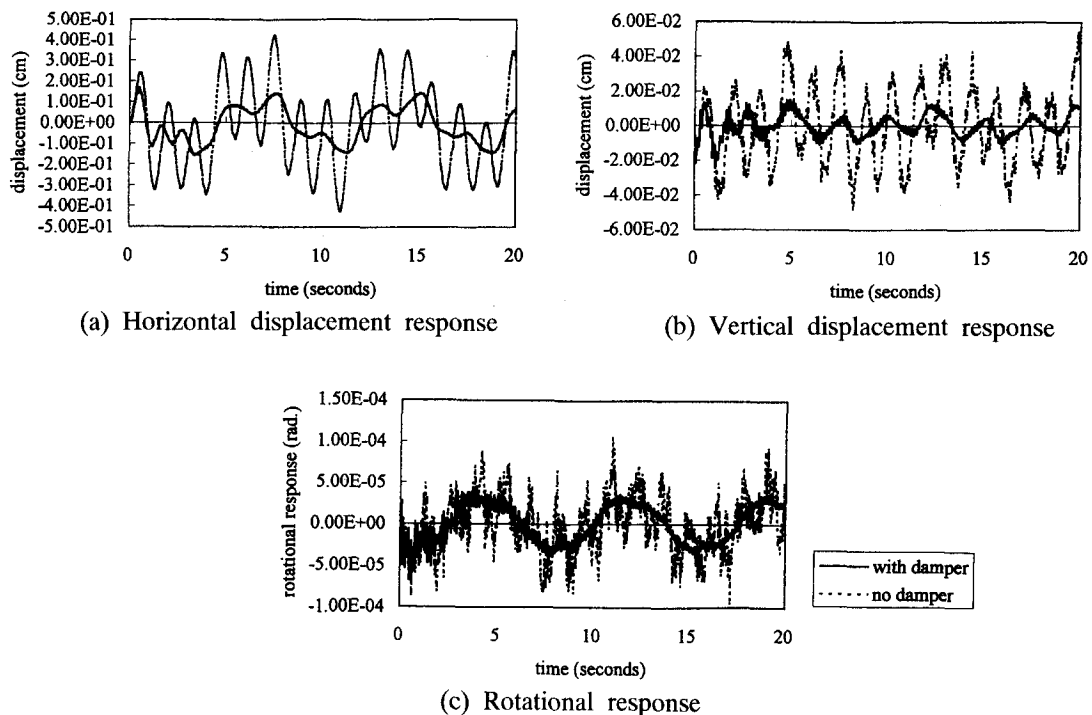 5.00E-01
4.00E-01
3.00E-01
2.00E-01
1.00E-01
0.00E+00
-1.00E-01
-2.00E-01
-3.00E-01
-4.00E-01
5.00E-01
displacement (cm)
0 5 10 15 20
time (seconds)
(a) Horizontal displacement response
6.00E-02
4.00E-02
2.00E-02
0.00E+00
-2.00E-02
-4.00E-02
-6.00E-02
displacement (cm)
0 5 10 15 20
time (seconds)
(b) Vertical displacement response
1.50E-04
1.00E-04
5.00E-05
0.00E+00
-5.00E-05
-1.00E-04
rotational response (rad.)
0 5 10 15 20
time (seconds)
(c) Rotational response
with damper
no damper